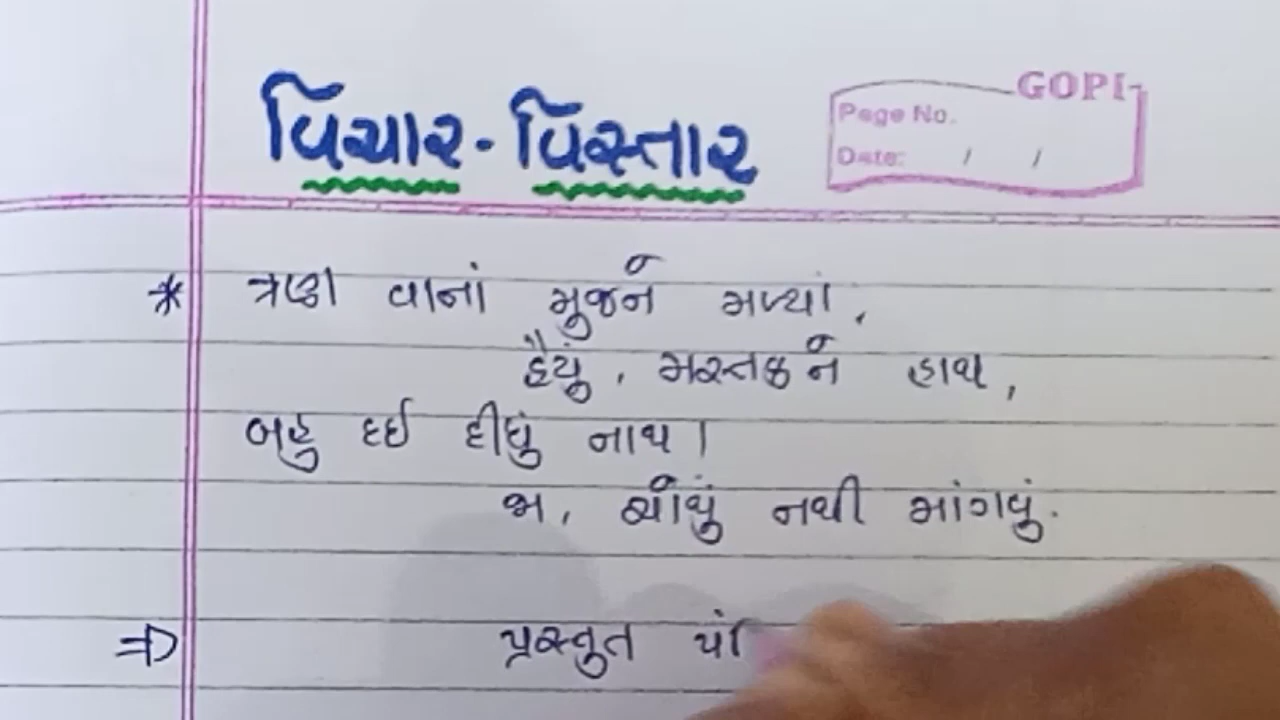 વિચાર-વિસ્તાર
GOPI
Page No.
Date: / /
* ત્રણ વાનાં મુજને મળ્યાં,
હૈયું, મસ્તક ને હાથ,
બહુ દઈ દીધું નાથ।
જા, ચોથું નથી માંગવું.
⇒ પ્રસ્તુત પં